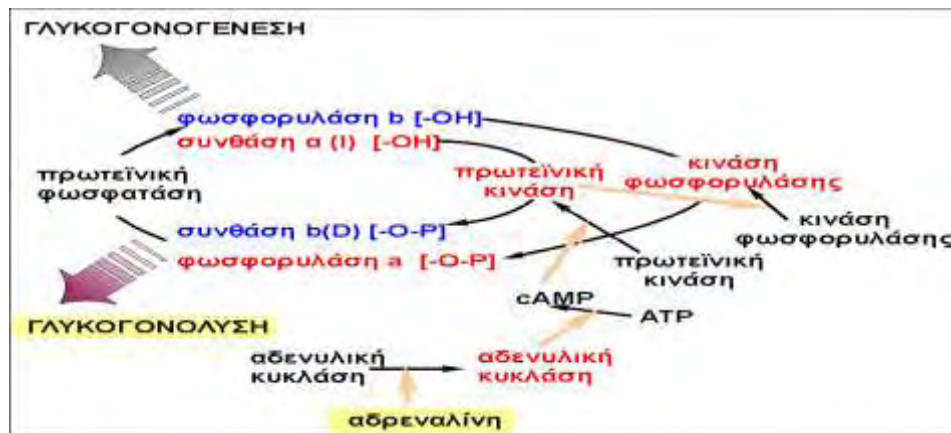 ΓΛΥΚΟΓΟΝΟΓΕΝΕΣΗ
φωσφορυλάση b [-OH]
συνθάση a (I) [-OH]
πρωτεϊνική
φωσφατάση
πρωτεϊνική
κινάση
κινάση
φωσφορυλάσης
κινάση
φωσφορυλάσης
συνθάση b(D) [-O-P]
φωσφορυλάση a [-O-P]
πρωτεϊνική
κινάση
cAMP
ATP
ΓΛΥΚΟΓΟΝΟΛΥΣΗ
αδενυλική
κυκλάση
αδενυλική
κυκλάση
αδρεναλίνη